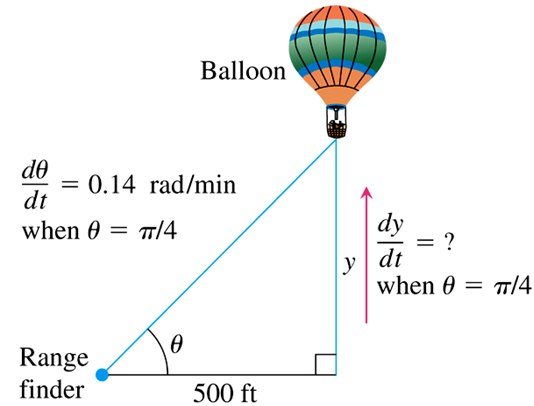 Balloon
dθ/dt = 0.14 rad/min
when θ = π/4
dy/dt = ?
when θ = π/4
y
θ
Range
finder
500 ft